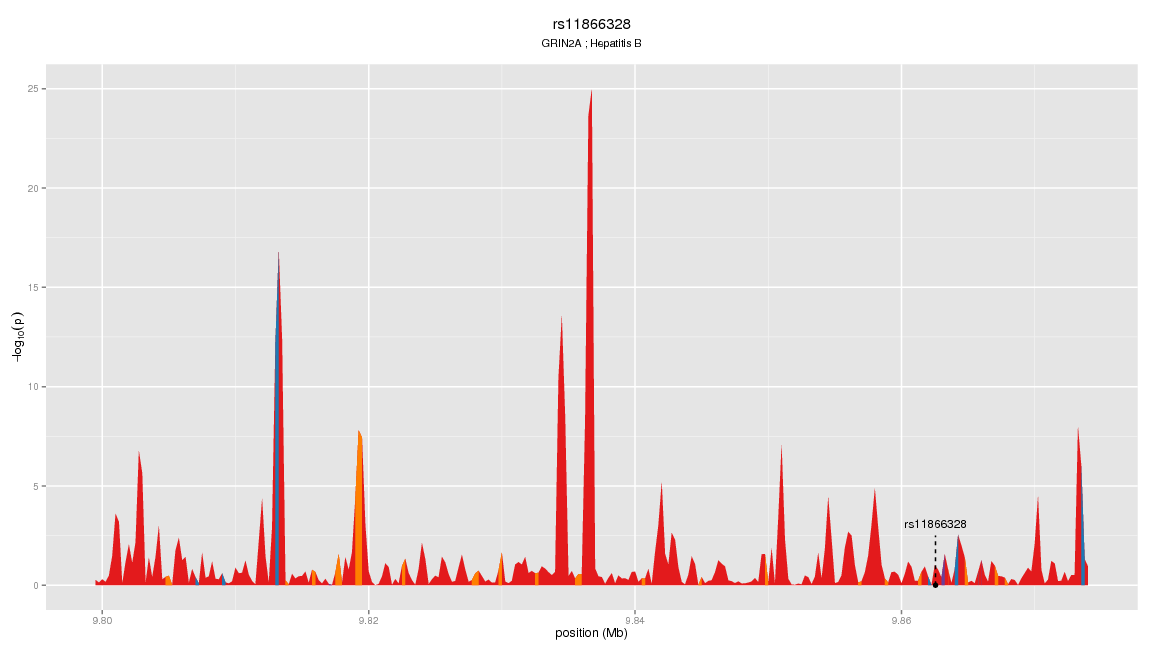 rs11866328
GRIN2A ; Hepatitis B
25
20
15
10
5
0
−log10(p)
rs11866328
9.80
9.82
9.84
9.86
position (Mb)